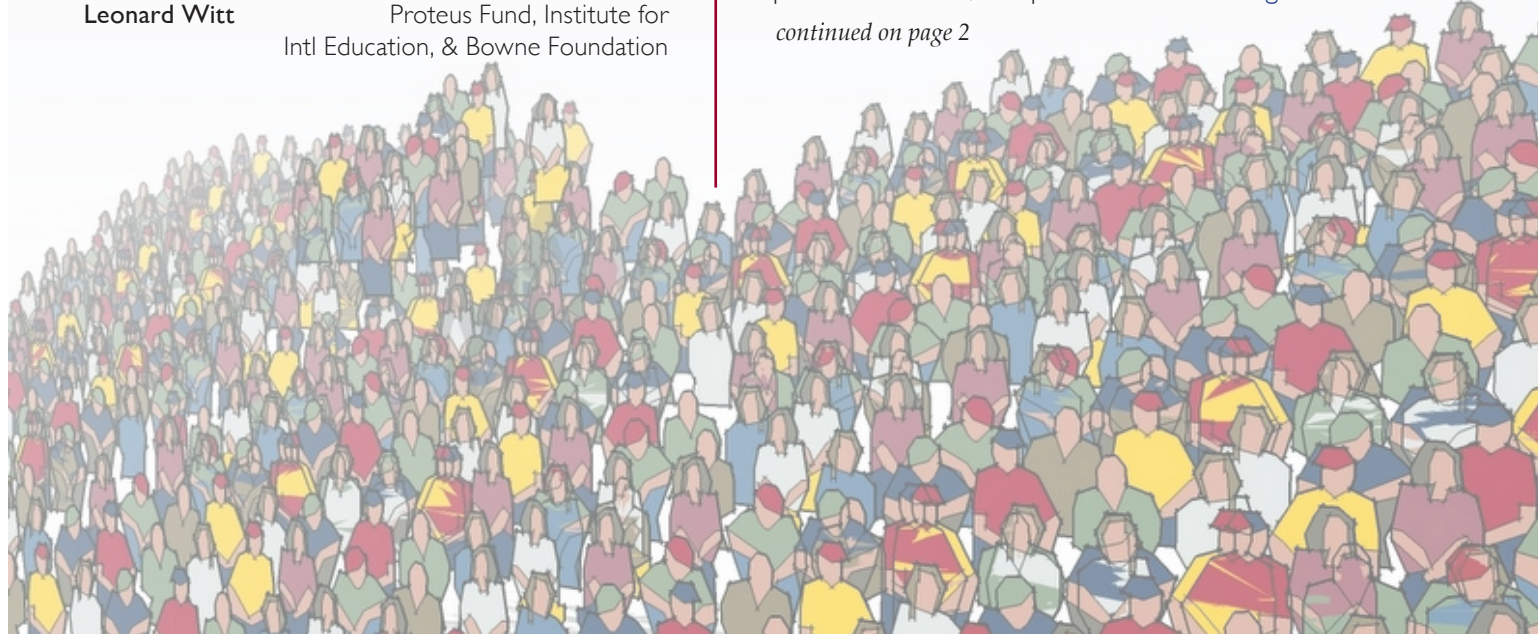 Leonard Witt
Proteus Fund, Institute for
Intl Education, & Bowne Foundation
continued on page 2